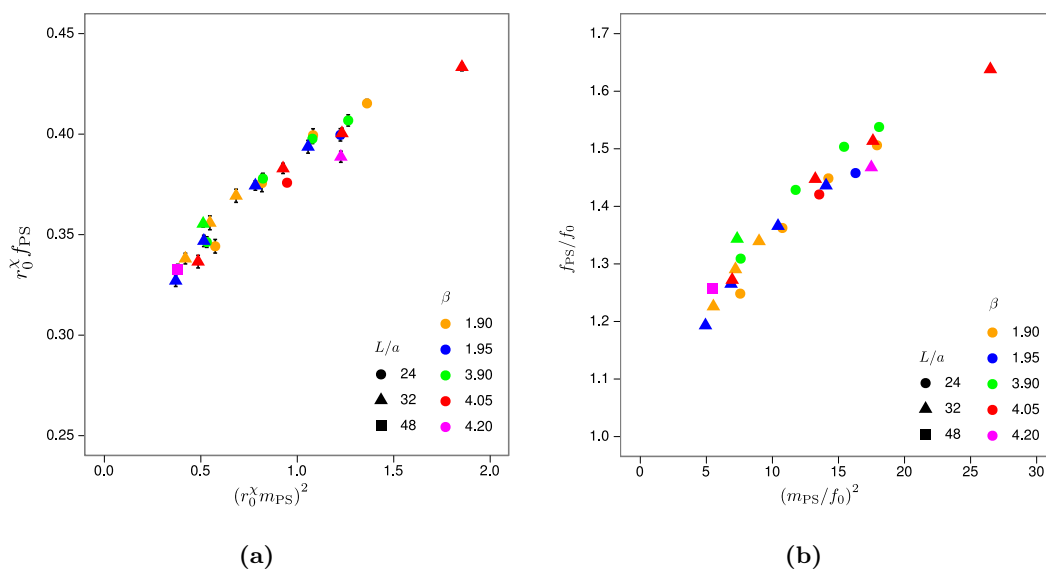 0.45
0.40
0.35
0.30
0.25
r_0^χ f_PS
0.0 0.5 1.0 1.5 2.0
(r_0^χ m_PS)^2
L/a
24
32
48
β
1.90
1.95
3.90
4.05
4.20
(a)
1.7
1.6
1.5
1.4
1.3
1.2
1.1
1.0
f_PS/f_0
0 5 10 15 20 25 30
(m_PS/f_0)^2
L/a
24
32
48
β
1.90
1.95
3.90
4.05
4.20
(b)